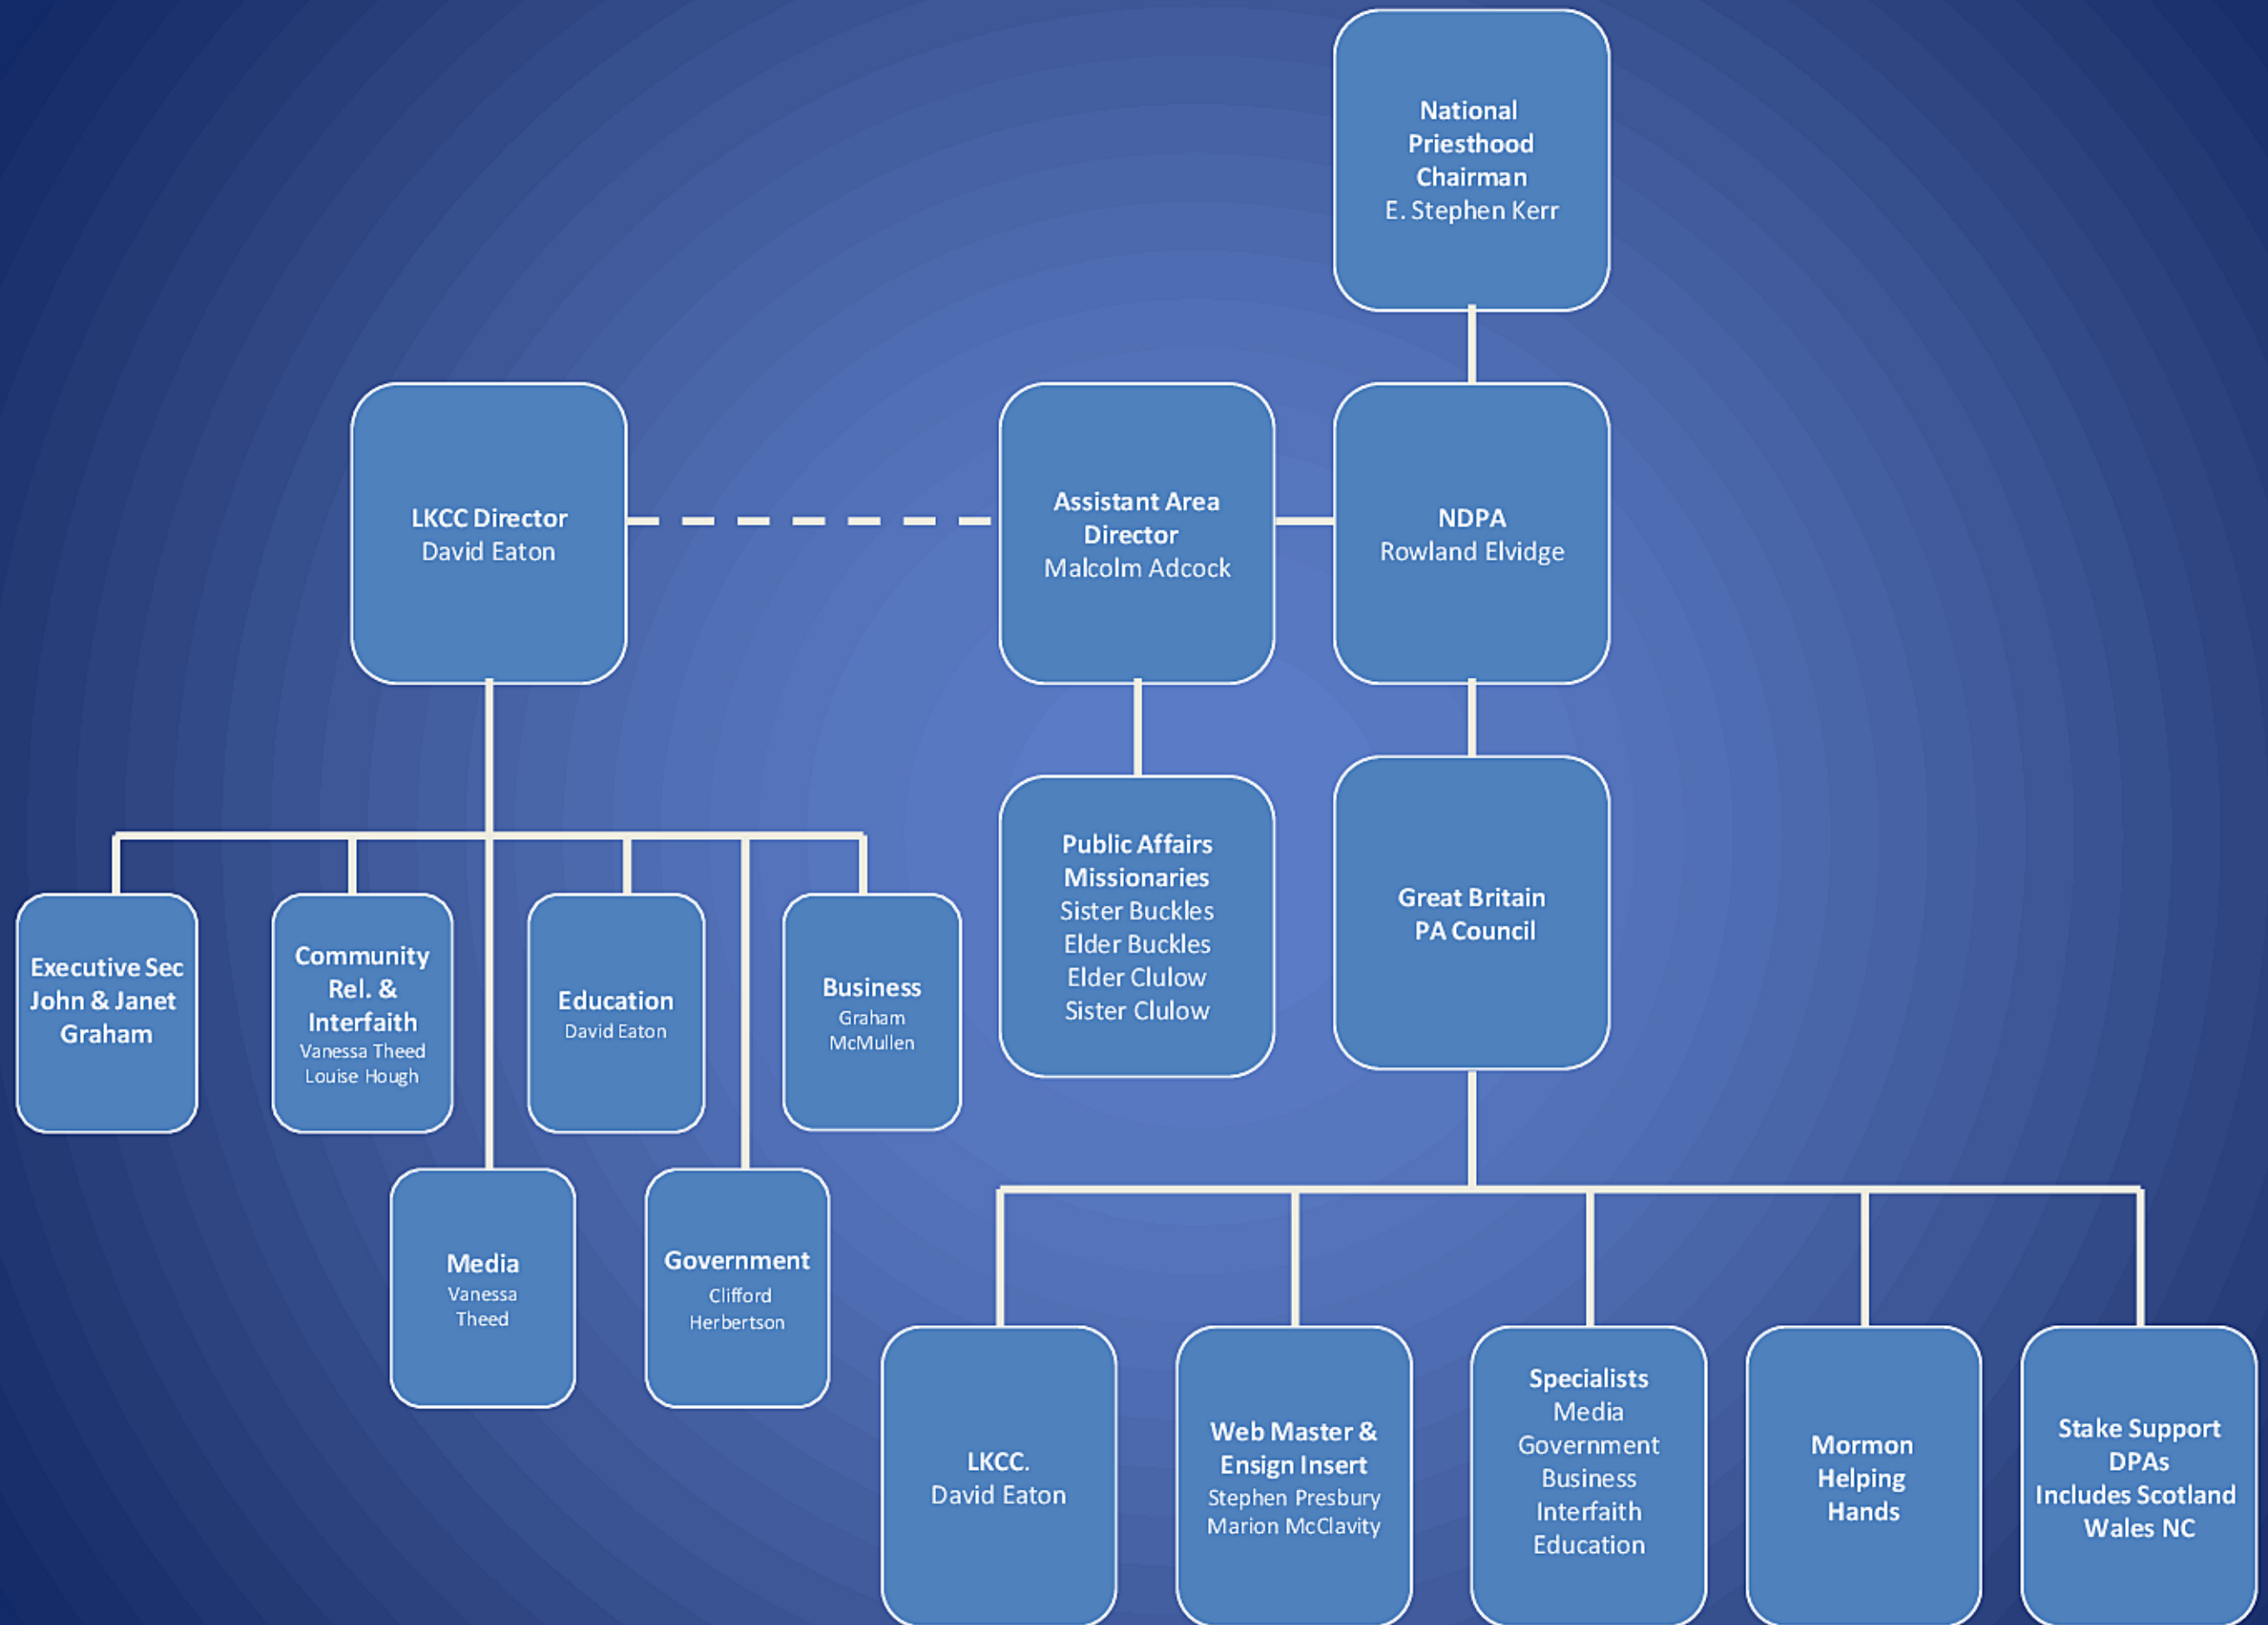 National
Priesthood
Chairman
E. Stephen Kerr
LKCC Director
David Eaton
Assistant Area
Director
Malcolm Adcock
NDPA
Rowland Elvidge
Public Affairs
Missionaries
Sister Buckles
Elder Buckles
Elder Clulow
Sister Clulow
Great Britain
PA Council
Executive Sec
John & Janet
Graham
Community
Rel. &
Interfaith
Vanessa Theed
Louise Hough
Education
David Eaton
Business
Graham
McMullen
Media
Vanessa
Theed
Government
Clifford
Herbertson
LKCC.
David Eaton
Web Master &
Ensign Insert
Stephen Presbury
Marion McClavity
Specialists
Media
Government
Business
Interfaith
Education
Mormon
Helping
Hands
Stake Support
DPAs
Includes Scotland
Wales NC